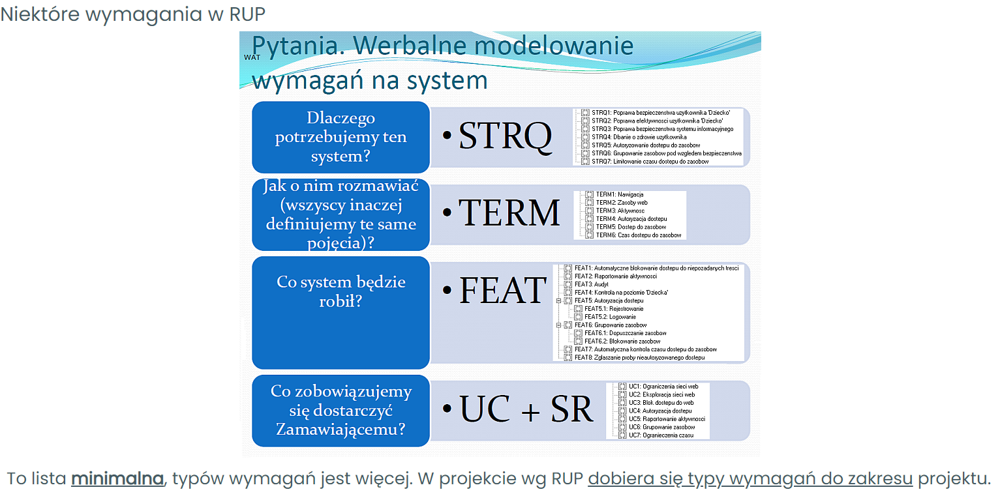 Niektóre wymagania w RUP
Pytania. Werbalne modelowanie
WAT
wymagań na system
Dlaczego
potrzebujemy ten
system?
• STRQ
STRQ1: Poprawa bezpieczenstwa uzytkownika 'Dziecko'
STRQ2: Poprawa efektywnosci uzytkownika 'Dziecko'
STRQ3: Poprawa bezpieczenstwa systemu informacyjnego
STRQ4: Dbanie o zdrowie uzytkownika
STRQ5: Autoryzowanie dostepu do zasobow
STRQ6: Grupowanie zasobow pod wzgledem bezpieczenstwa
STRQ7: Limitowanie czasu dostepu do zasobow
Jak o nim rozmawiać
(wszyscy inaczej
definiujemy te same
pojęcia)?
• TERM
TERM1: Nawigacja
TERM2: Zasoby web
TERM3: Aktywnosc
TERM4: Autoryzacja dostepu
TERM5: Dostep do zasobow
TERM6: Czas dostepu do zasobow
Co system będzie
robił?
• FEAT
FEAT1: Automatyczne blokowanie dostepu do niepozadanych tresci
FEAT2: Raportowanie aktywnosci
FEAT3: Audyt
FEAT4: Kontrola na poziomie 'Dziecka'
FEAT5: Autoryzacja dostepu
FEAT5.1: Rejestrowanie
FEAT5.2: Logowanie
FEAT6: Grupowanie zasobow
FEAT6.1: Dopuszczanie zasobow
FEAT6.2: Blokowanie zasobow
FEAT7: Automatyczna kontrola czasu dostepu do zasobow
FEAT8: Zglaszanie proby nieautoryzowanego dostepu
Co zobowiązujemy
się dostarczyć
Zamawiającemu?
• UC + SR
UC1: Ograniczenia sieci web
UC2: Eksploracja sieci web
UC3: Blok dostepu do web
UC4: Autoryzacja dostepu
UC5: Raportowanie aktywnosci
UC6: Grupowanie zasobow
UC7: Ogranieczenia czasu
To lista minimalna, typów wymagań jest więcej. W projekcie wg RUP dobiera się typy wymagań do zakresu projektu.